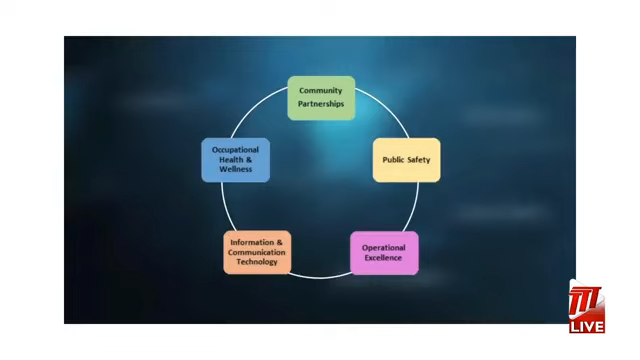 Community
Partnerships
Public Safety
Operational
Excellence
Information &
Communication
Technology
Occupational
Health &
Wellness
LIVE